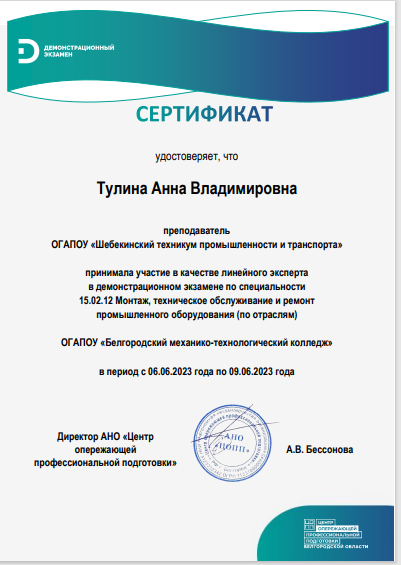 ДЕМОНСТРАЦИОННЫЙ
ЭКЗАМЕН
СЕРТИФИКАТ
удостоверяет, что
Тулина Анна Владимировна
преподаватель
ОГАПОУ «Шебекинский техникум промышленности и транспорта»
принимала участие в качестве линейного эксперта
в демонстрационном экзамене по специальности
15.02.12 Монтаж, техническое обслуживание и ремонт
промышленного оборудования (по отраслям)
ОГАПОУ «Белгородский механико-технологический колледж»
в период с 06.06.2023 года по 09.06.2023 года
Директор АНО «Центр
опережающей
профессиональной подготовки»
АНО
«ЦОПП»
А.В. Бессонова
ЦЕНТР
ОПЕРЕЖАЮЩЕЙ
ПРОФЕССИОНАЛЬНОЙ
ПОДГОТОВКИ
БЕЛГОРОДСКОЙ ОБЛАСТИ